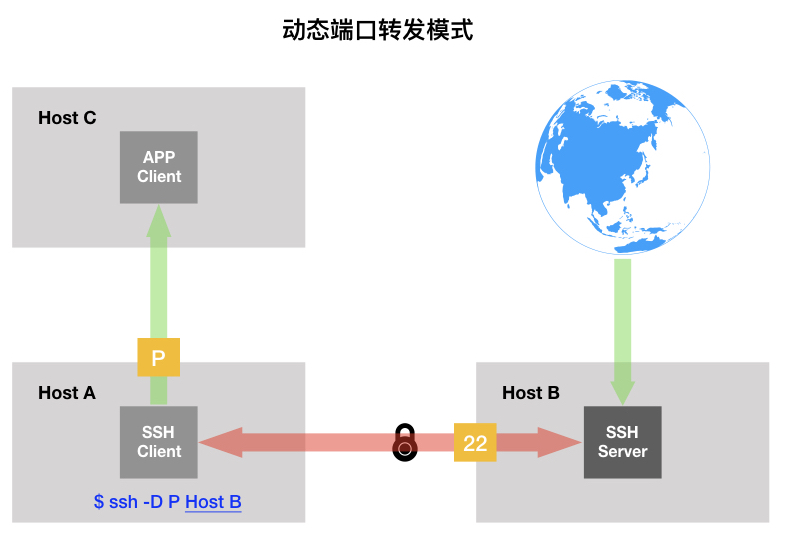 动态端口转发模式
Host C
APP
Client
P
Host A
SSH
Client
$ ssh -D P Host B
22
Host B
SSH
Server